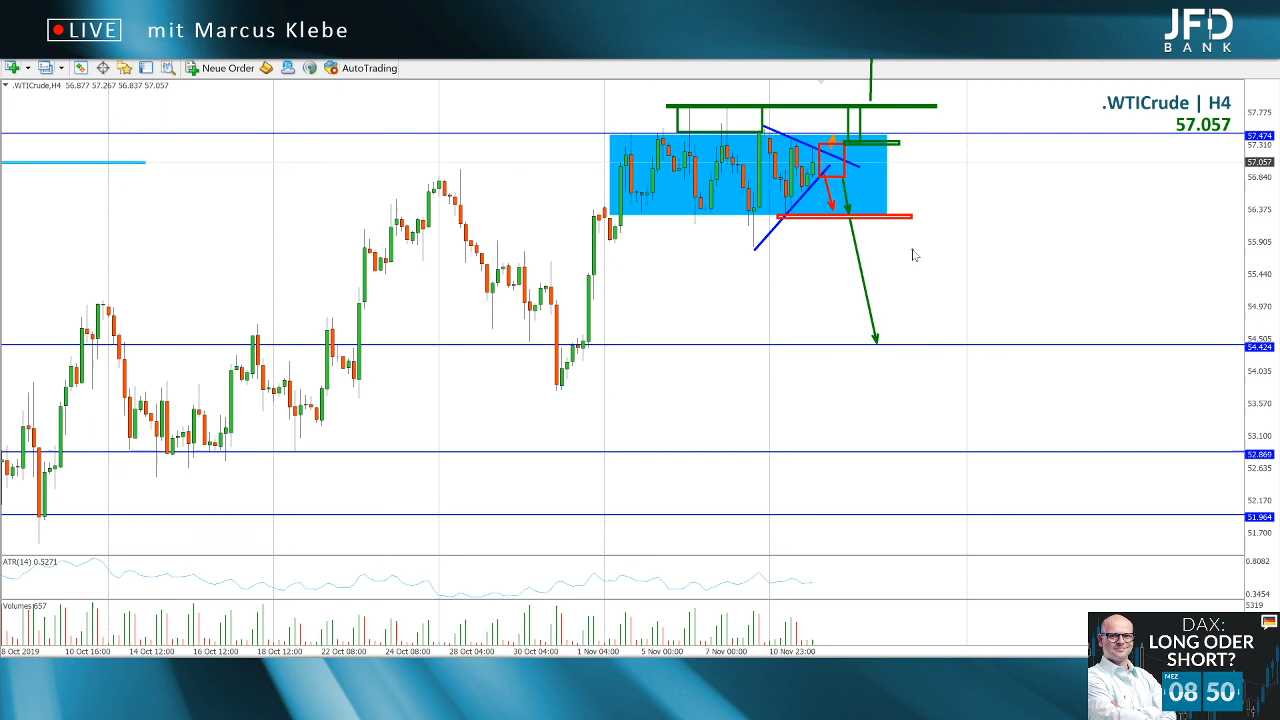 LIVE mit Marcus Klebe
JFD
BANK
New Order AutoTrading
.WTICrude,H4 56.877 57.267 56.837 57.057
.WTICrude | H4
57.057
57.775
57.474
57.310
57.057
56.840
56.375
55.905
55.440
54.970
54.505
54.424
54.035
53.570
53.100
52.869
52.635
52.170
51.964
51.700
ATR(14) 0.5271
0.8082
0.3454
Volumes 657
5319
8 Oct 2019 10 Oct 16:00 14 Oct 12:00 16 Oct 12:00 18 Oct 12:00 22 Oct 08:00 24 Oct 08:00 28 Oct 04:00 30 Oct 04:00 1 Nov 04:00 5 Nov 00:00 7 Nov 00:00 10 Nov 23:00
DAX:
LONG ODER
SHORT?
MEZ
08 50